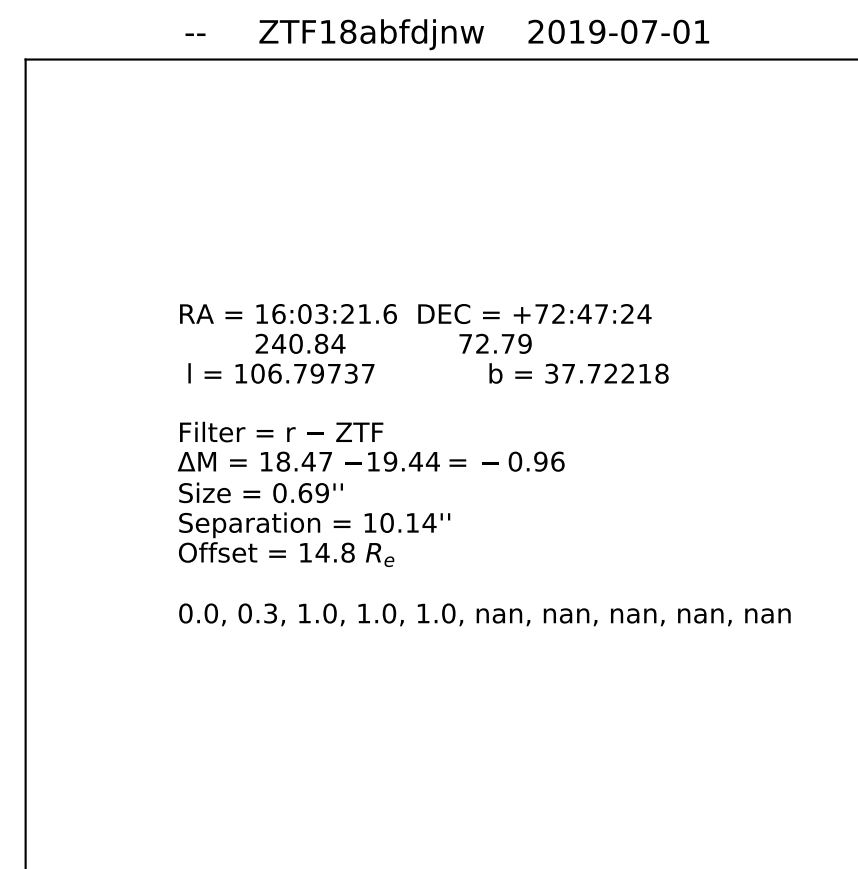 -- ZTF18abfdjnw 2019-07-01
RA = 16:03:21.6 DEC = +72:47:24
240.84 72.79
l = 106.79737 b = 37.72218
Filter = r − ZTF
ΔM = 18.47 −19.44 = − 0.96
Size = 0.69''
Separation = 10.14''
Offset = 14.8 Re
0.0, 0.3, 1.0, 1.0, 1.0, nan, nan, nan, nan, nan